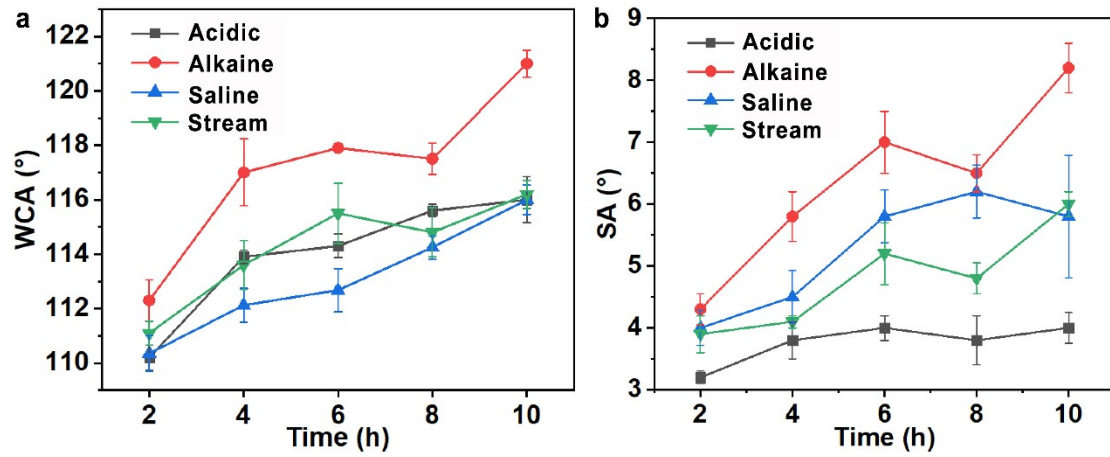 a
122
120
118
116
114
112
110
WCA (°)
Acidic
Alkaine
Saline
Stream
2 4 6 8 10
Time (h)
b
9
8
7
6
5
4
3
SA (°)
Acidic
Alkaine
Saline
Stream
2 4 6 8 10
Time (h)